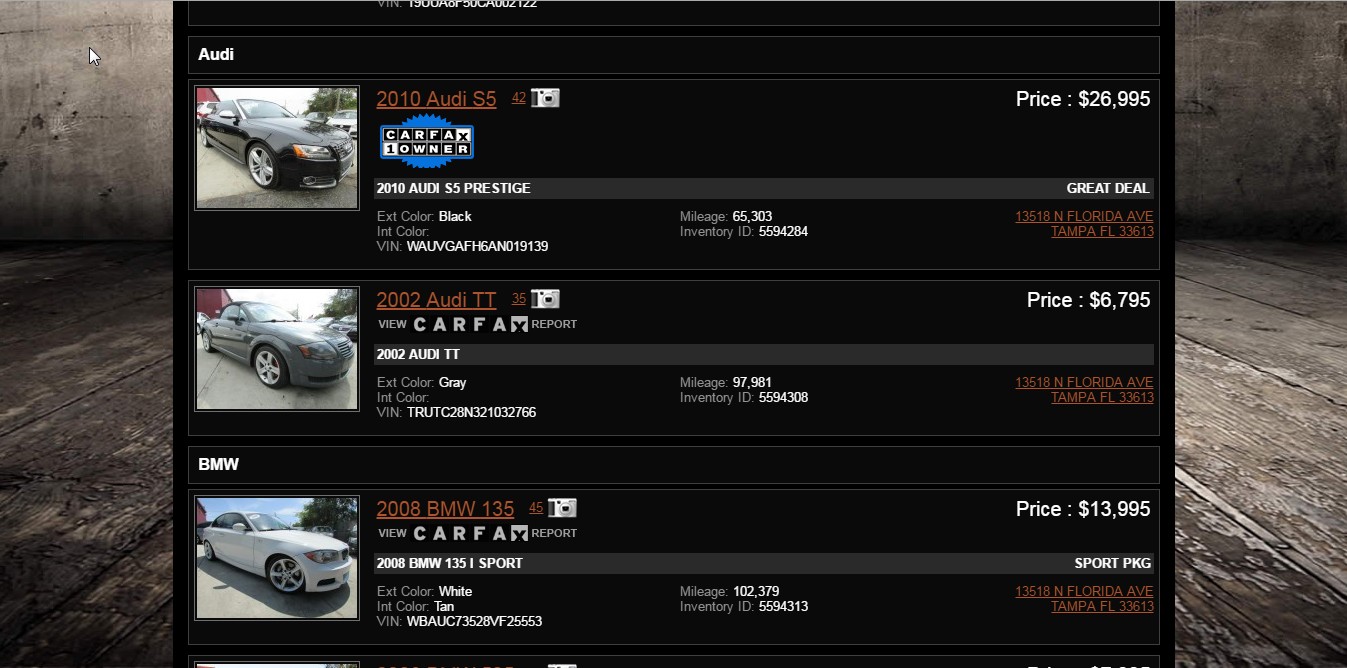 VIN: 19UUA8F50CA002122
Audi
2010 Audi S5 42 Price : $26,995
CARFAX
1 OWNER
2010 AUDI S5 PRESTIGE GREAT DEAL
Ext Color: Black Mileage: 65,303 13518 N FLORIDA AVE
Int Color: Inventory ID: 5594284 TAMPA FL 33613
VIN: WAUVGAFH6AN019139
2002 Audi TT 35 Price : $6,795
VIEW CARFAX REPORT
2002 AUDI TT
Ext Color: Gray Mileage: 97,981 13518 N FLORIDA AVE
Int Color: Inventory ID: 5594308 TAMPA FL 33613
VIN: TRUTC28N321032766
BMW
2008 BMW 135 45 Price : $13,995
VIEW CARFAX REPORT
2008 BMW 135 I SPORT SPORT PKG
Ext Color: White Mileage: 102,379 13518 N FLORIDA AVE
Int Color: Tan Inventory ID: 5594313 TAMPA FL 33613
VIN: WBAUC73528VF25553